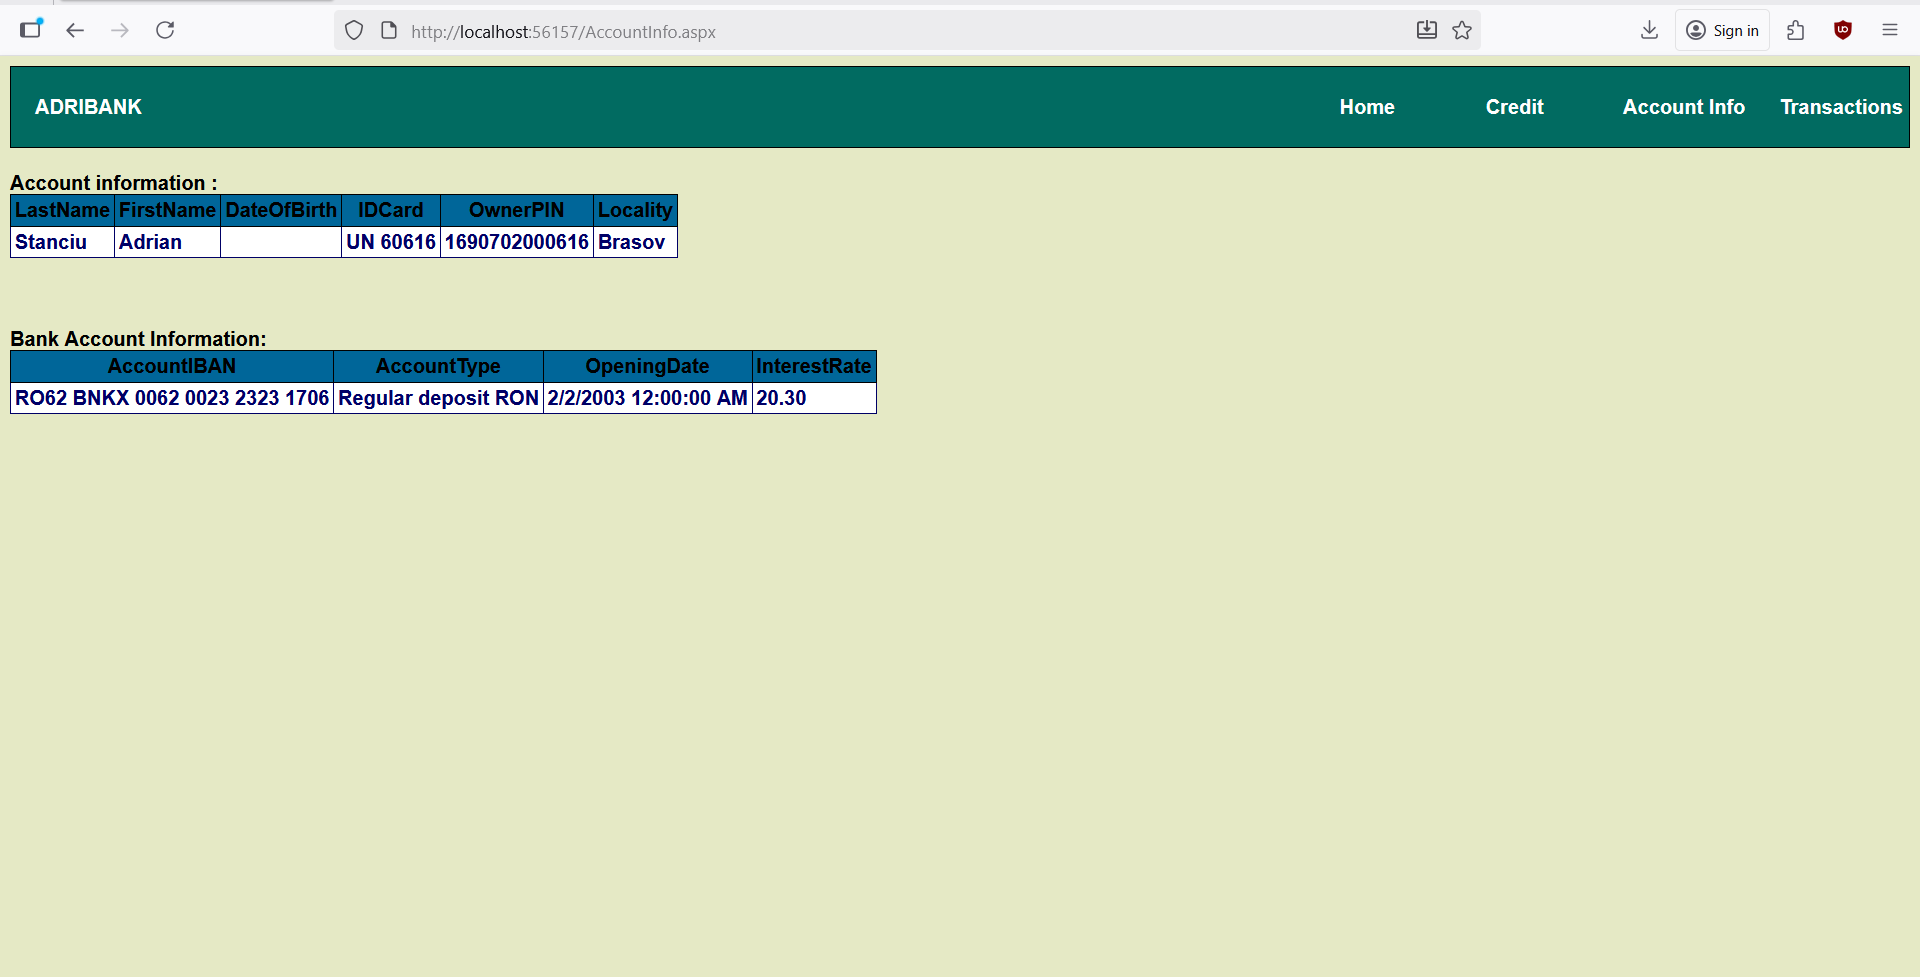 http://localhost:56157/AccountInfo.aspx
Sign in
ADRIBANK Home Credit Account Info Transactions
Account information :
LastName FirstName DateOfBirth IDCard OwnerPIN Locality
Stanciu Adrian UN 60616 1690702000616 Brasov
Bank Account Information:
AccountIBAN AccountType OpeningDate InterestRate
RO62 BNKX 0062 0023 2323 1706 Regular deposit RON 2/2/2003 12:00:00 AM 20.30